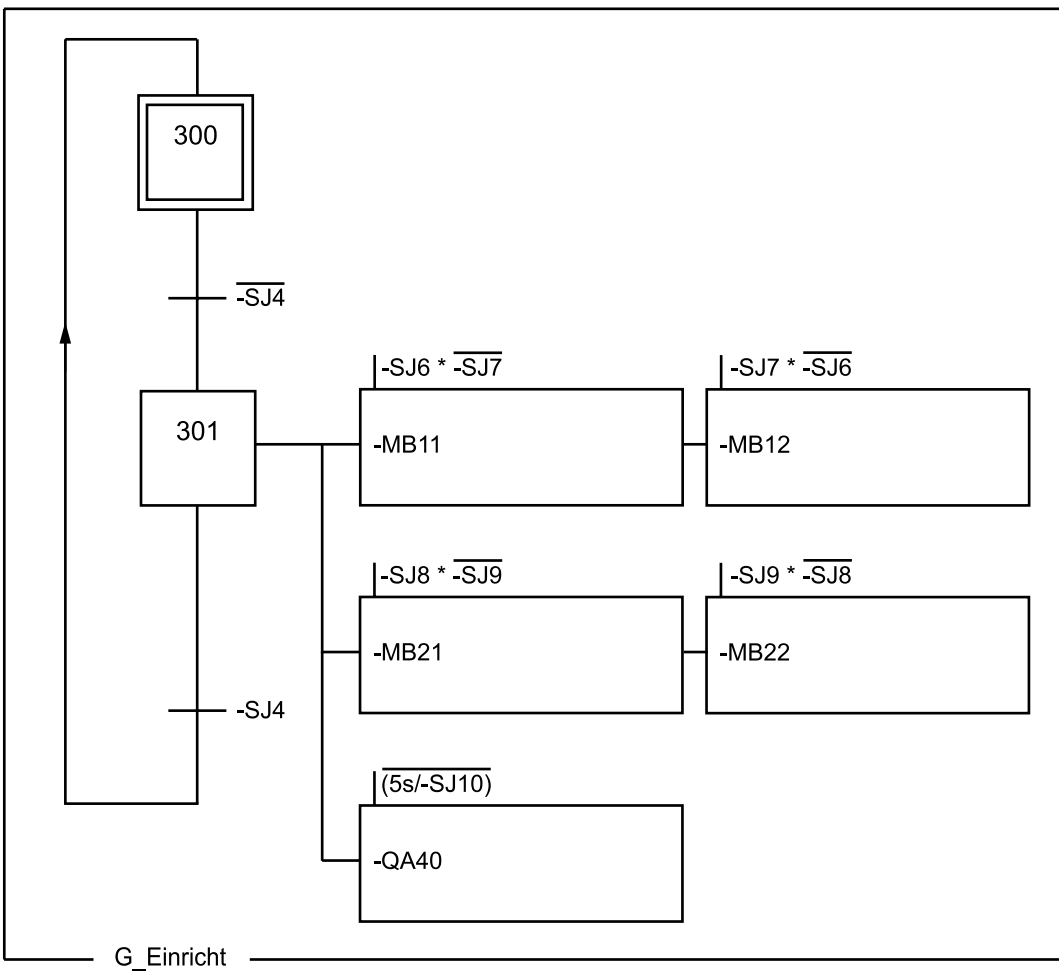 300
-SJ4
-SJ6 * -SJ7
-SJ7 * -SJ6
301
-MB11
-MB12
-SJ8 * -SJ9
-SJ9 * -SJ8
-MB21
-MB22
-SJ4
(5s/-SJ10)
-QA40
G_Einricht